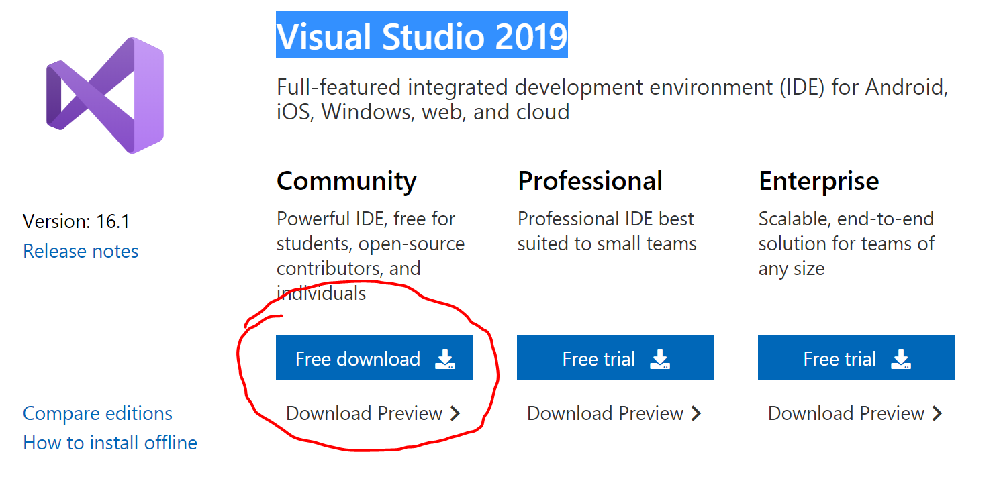 Visual Studio 2019
Full-featured integrated development environment (IDE) for Android,
iOS, Windows, web, and cloud
Community
Powerful IDE, free for
students, open-source
contributors, and
individuals
Free download
Download Preview
Professional
Professional IDE best
suited to small teams
Free trial
Download Preview
Enterprise
Scalable, end-to-end
solution for teams of
any size
Free trial
Download Preview
Version: 16.1
Release notes
Compare editions
How to install offline